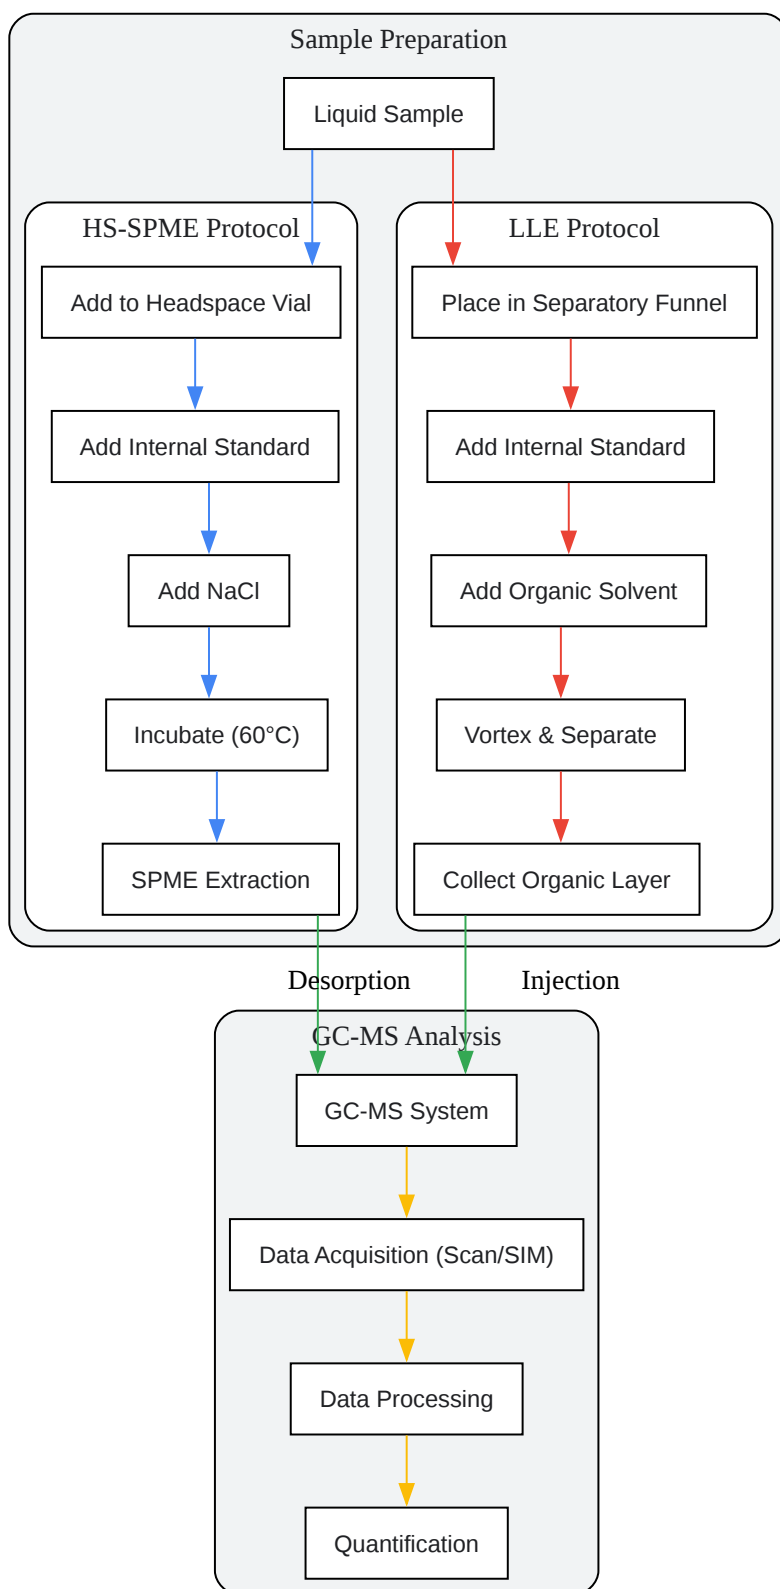 Sample Preparation
Liquid Sample
HS-SPME Protocol
Add to Headspace Vial
Add Internal Standard
Add NaCl
Incubate (60°C)
SPME Extraction
LLE Protocol
Place in Separatory Funnel
Add Internal Standard
Add Organic Solvent
Vortex & Separate
Collect Organic Layer
Desorption
Injection
GC-MS Analysis
GC-MS System
Data Acquisition (Scan/SIM)
Data Processing
Quantification